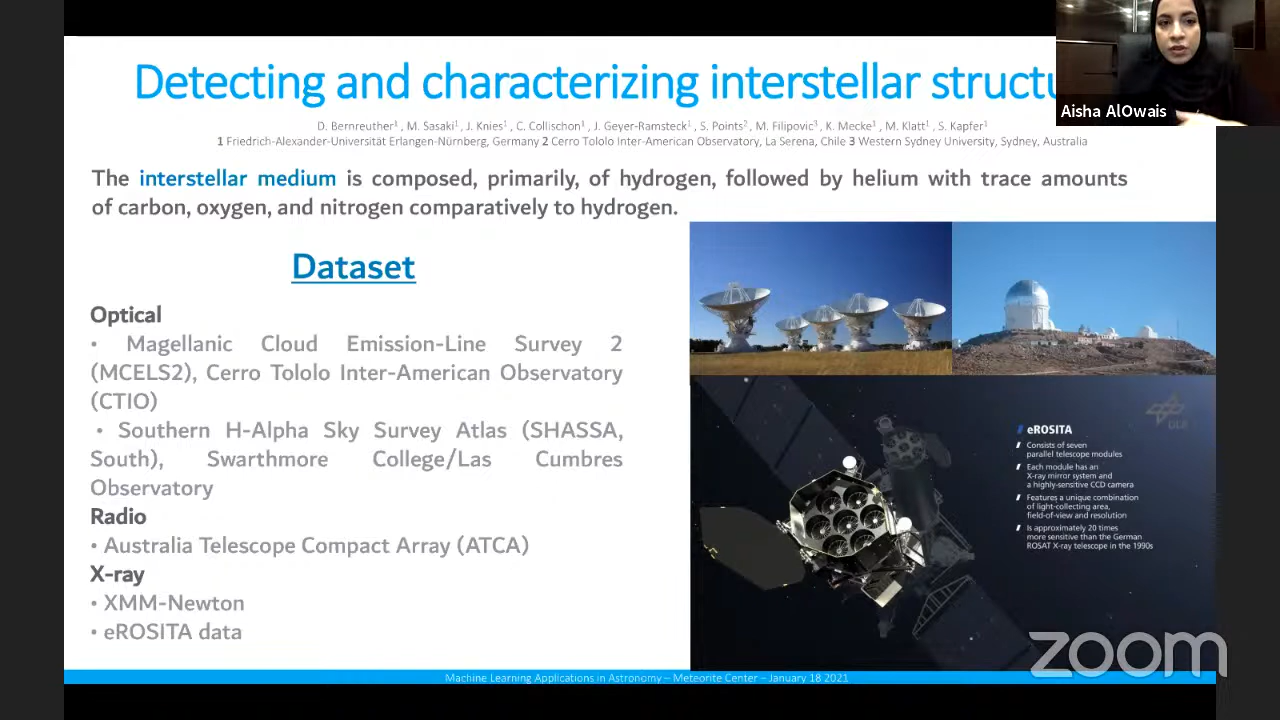 Detecting and characterizing interstellar structu
Aisha AlOwais
D. Bernreuther¹ , M. Sasaki¹ , J. Knies¹ , C. Collischon¹ , J. Geyer-Ramsteck¹ , S. Points² , M. Filipovic³ , K. Mecke¹ , M. Klatt¹ , S. Kapfer¹
1 Friedrich-Alexander-Universität Erlangen-Nürnberg, Germany 2 Cerro Tololo Inter-American Observatory, La Serena, Chile 3 Western Sydney University, Sydney, Australia
The interstellar medium is composed, primarily, of hydrogen, followed by helium with trace amounts
of carbon, oxygen, and nitrogen comparatively to hydrogen.
Dataset
Optical
• Magellanic Cloud Emission-Line Survey 2
(MCELS2), Cerro Tololo Inter-American Observatory
(CTIO)
• Southern H-Alpha Sky Survey Atlas (SHASSA,
South), Swarthmore College/Las Cumbres
Observatory
Radio
• Australia Telescope Compact Array (ATCA)
X-ray
• XMM-Newton
• eROSITA data
DLR
eROSITA
Consists of seven
parallel telescope modules
Each module has an
X-ray mirror system and
a highly-sensitive CCD camera
Features a unique combination
of light-collecting area,
field-of-view and resolution
Is approximately 20 times
more sensitive than the German
ROSAT X-ray telescope in the 1990s
zoom
Machine Learning Applications in Astronomy – Meteorite Center – January 18 2021